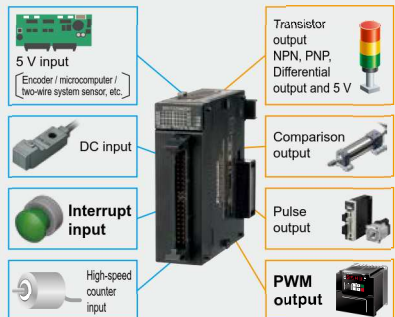 5 V input
Encoder / microcomputer /
two-wire system sensor, etc.
DC input
Interrupt
input
High-speed
counter
input
Transistor
output
NPN, PNP,
Differential
output and 5 V
Comparison
output
Pulse
output
PWM
output